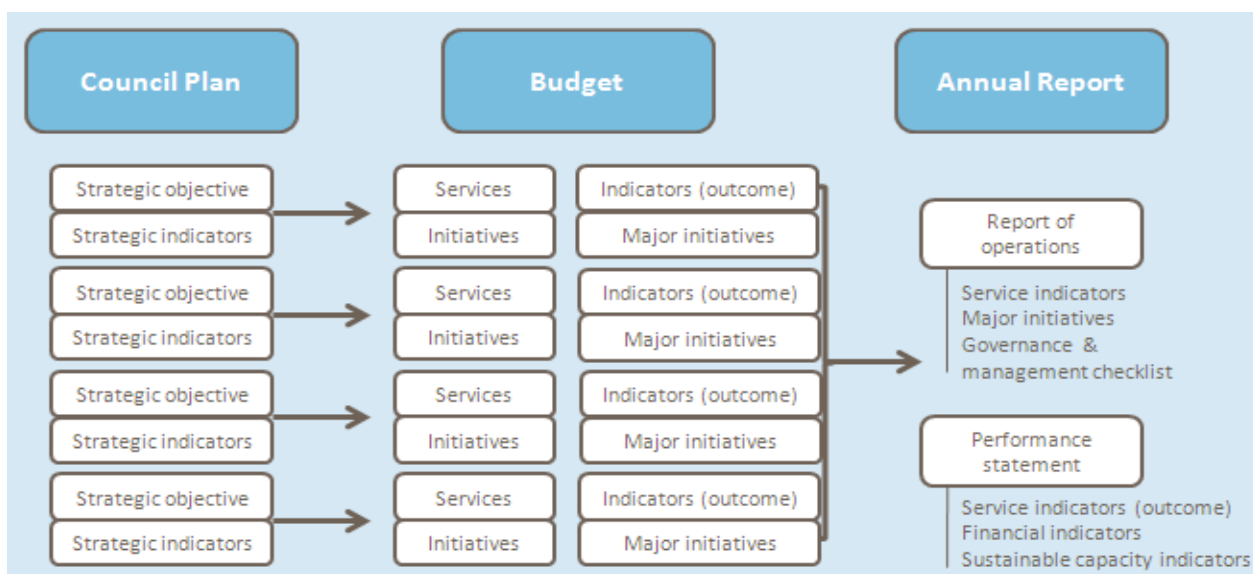 Council Plan
Budget
Annual Report
Strategic objective
Strategic indicators
Services
Initiatives
Indicators (outcome)
Major initiatives
Strategic objective
Strategic indicators
Services
Initiatives
Indicators (outcome)
Major initiatives
Strategic objective
Strategic indicators
Services
Initiatives
Indicators (outcome)
Major initiatives
Strategic objective
Strategic indicators
Services
Initiatives
Indicators (outcome)
Major initiatives
Report of
operations
Service indicators
Major initiatives
Governance &
management checklist
Performance
statement
Service indicators (outcome)
Financial indicators
Sustainable capacity indicators